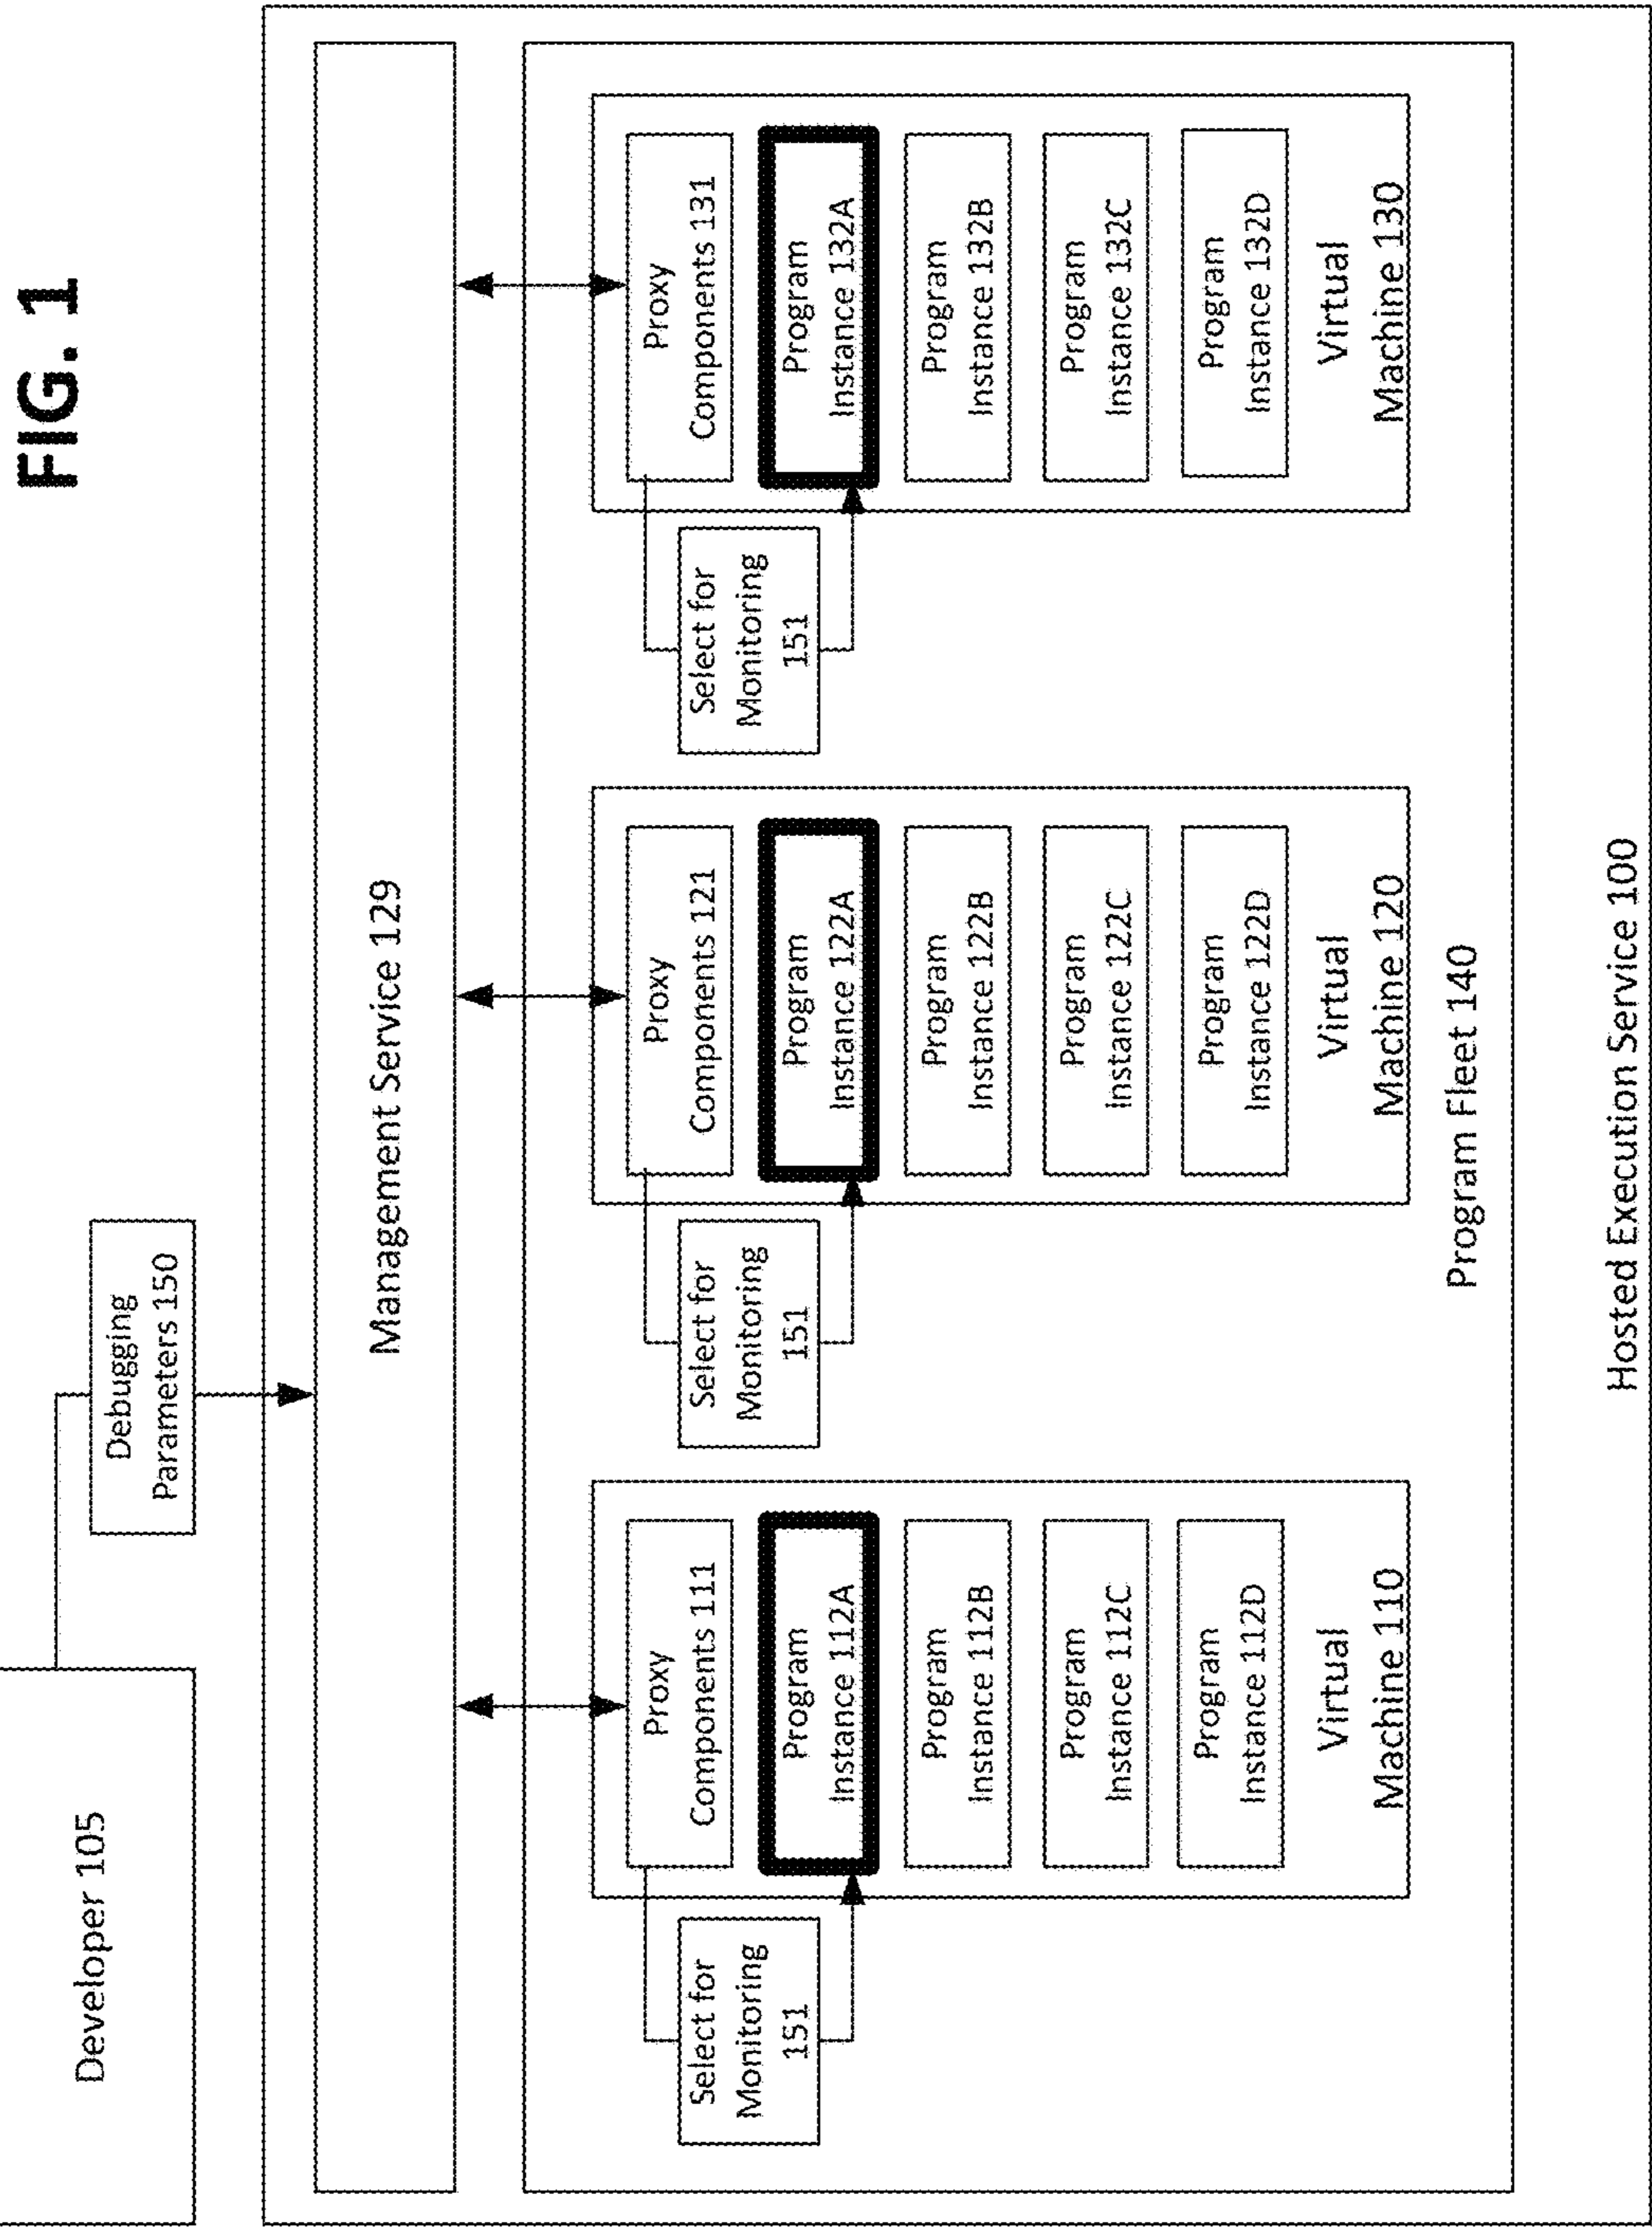 FIG. 1
Developer 105
Debugging
Parameters 150
Management Service 129
Select for
Monitoring
151
Proxy
Components 111
Program
Instance 112A
Program
Instance 112B
Program
Instance 112C
Program
Instance 112D
Virtual
Machine 110
Select for
Monitoring
151
Proxy
Components 121
Program
Instance 122A
Program
Instance 122B
Program
Instance 122C
Program
Instance 122D
Virtual
Machine 120
Select for
Monitoring
151
Proxy
Components 131
Program
Instance 132A
Program
Instance 132B
Program
Instance 132C
Program
Instance 132D
Virtual
Machine 130
Program Fleet 140
Hosted Execution Service 100